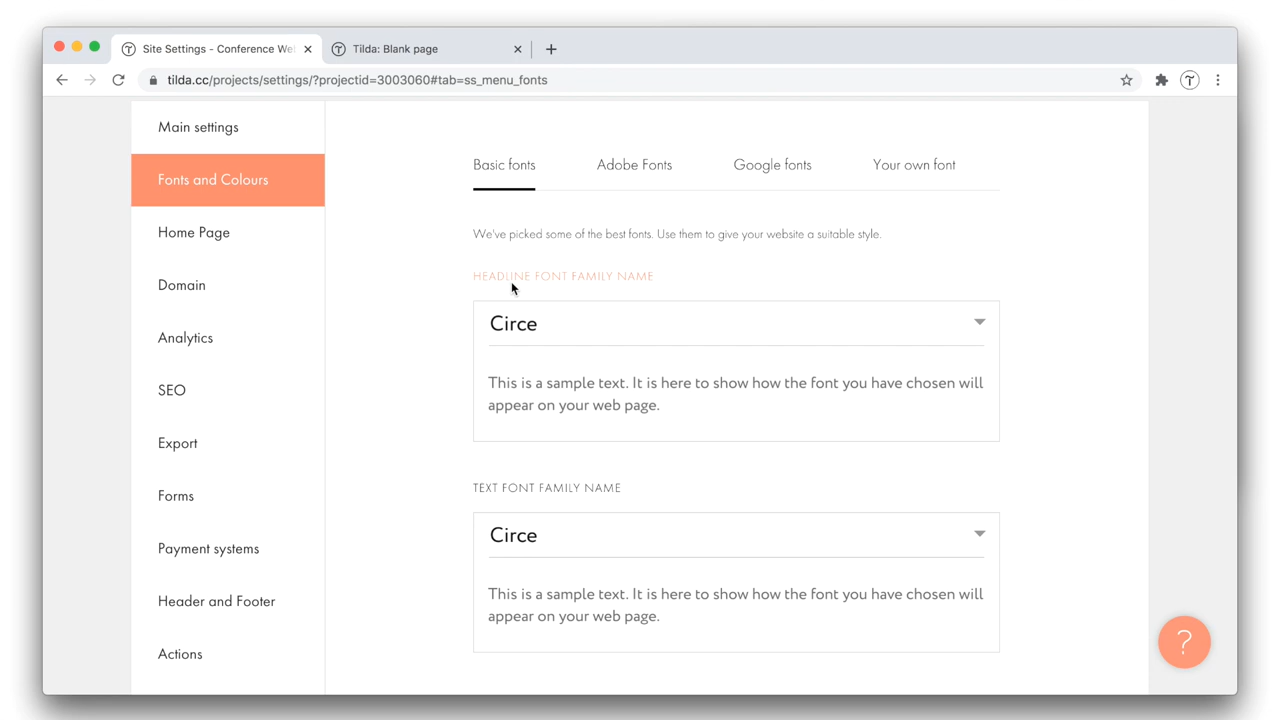 Site Settings - Conference We
Tilda: Blank page
tilda.cc/projects/settings/?projectid=3003060#tab=ss_menu_fonts
Main settings
Fonts and Colours
Home Page
Domain
Analytics
SEO
Export
Forms
Payment systems
Header and Footer
Actions
Basic fonts
Adobe Fonts
Google fonts
Your own font
We've picked some of the best fonts. Use them to give your website a suitable style.
HEADLINE FONT FAMILY NAME
Circe
This is a sample text. It is here to show how the font you have chosen will
appear on your web page.
TEXT FONT FAMILY NAME
Circe
This is a sample text. It is here to show how the font you have chosen will
appear on your web page.
?